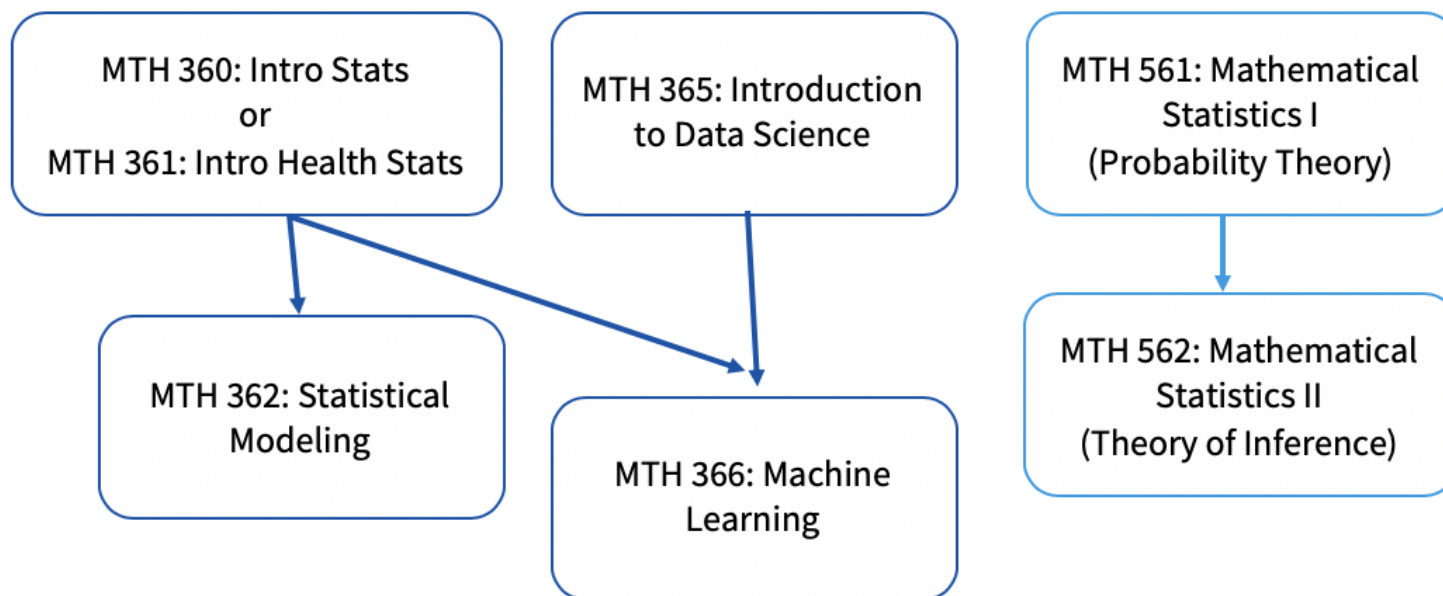 MTH 360: Intro Stats
or
MTH 361: Intro Health Stats
MTH 365: Introduction
to Data Science
MTH 561: Mathematical
Statistics I
(Probability Theory)
MTH 362: Statistical
Modeling
MTH 366: Machine
Learning
MTH 562: Mathematical
Statistics II
(Theory of Inference)